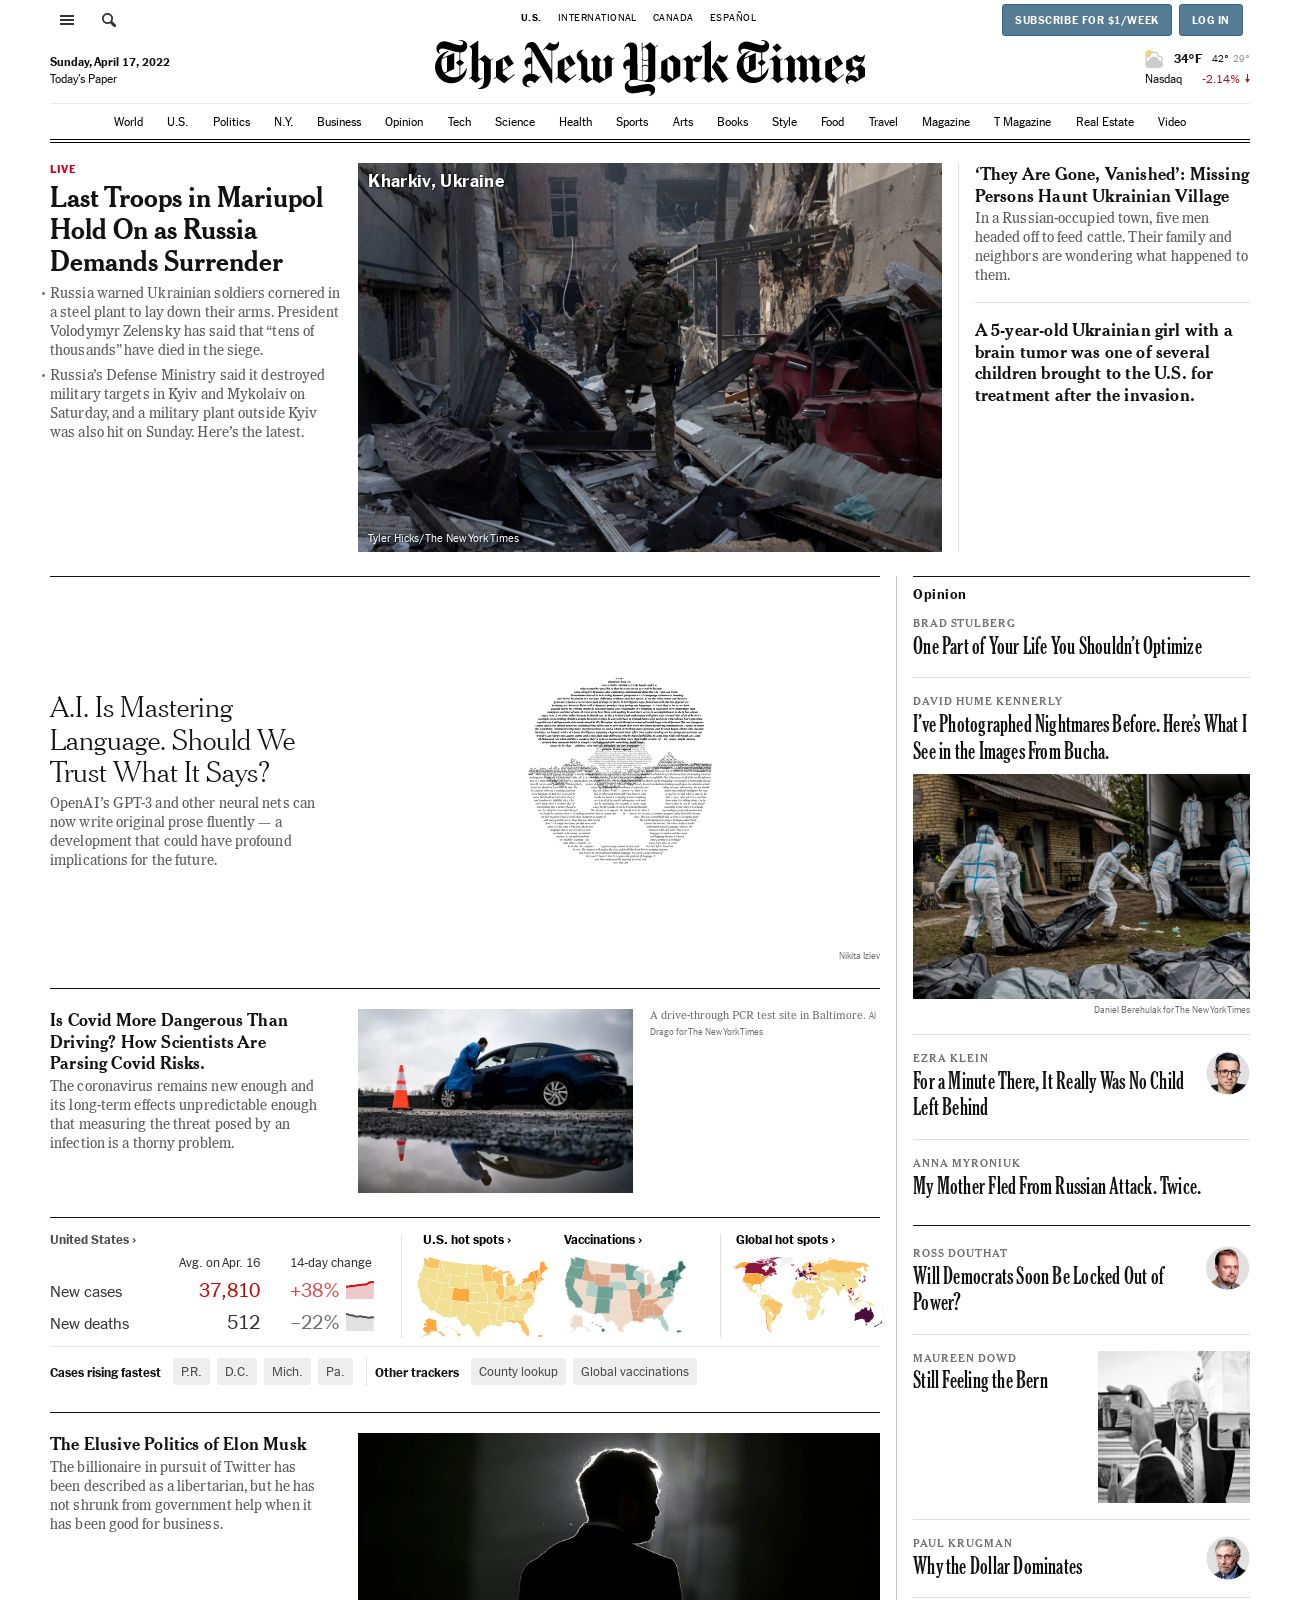 U.S. INTERNATIONAL CANADA ESPAÑOL
SUBSCRIBE FOR $1/WEEK
LOG IN
Sunday, April 17, 2022
Today's Paper
The New York Times
34°F 42° 29°
Nasdaq -2.14%
World U.S. Politics N.Y. Business Opinion Tech Science Health Sports Arts Books Style Food Travel Magazine T Magazine Real Estate Video
LIVE
Last Troops in Mariupol
Hold On as Russia
Demands Surrender
Russia warned Ukrainian soldiers cornered in
a steel plant to lay down their arms. President
Volodymyr Zelensky has said that “tens of
thousands” have died in the siege.
Russia’s Defense Ministry said it destroyed
military targets in Kyiv and Mykolaiv on
Saturday, and a military plant outside Kyiv
was also hit on Sunday. Here’s the latest.
Kharkiv, Ukraine
Tyler Hicks/The New York Times
‘They Are Gone, Vanished’: Missing
Persons Haunt Ukrainian Village
In a Russian-occupied town, five men
headed off to feed cattle. Their family and
neighbors are wondering what happened to
them.
A 5-year-old Ukrainian girl with a
brain tumor was one of several
children brought to the U.S. for
treatment after the invasion.
A.I. Is Mastering
Language. Should We
Trust What It Says?
OpenAI’s GPT-3 and other neural nets can
now write original prose fluently — a
development that could have profound
implications for the future.
Nikita Iziev
Is Covid More Dangerous Than
Driving? How Scientists Are
Parsing Covid Risks.
The coronavirus remains new enough and
its long-term effects unpredictable enough
that measuring the threat posed by an
infection is a thorny problem.
A drive-through PCR test site in Baltimore. Al
Drago for The New York Times
United States ›
Avg. on Apr. 16 14-day change
New cases 37,810 +38%
New deaths 512 –22%
U.S. hot spots ›
Vaccinations ›
Global hot spots ›
Cases rising fastest P.R. D.C. Mich. Pa. Other trackers County lookup Global vaccinations
The Elusive Politics of Elon Musk
The billionaire in pursuit of Twitter has
been described as a libertarian, but he has
not shrunk from government help when it
has been good for business.
Opinion
BRAD STULBERG
One Part of Your Life You Shouldn’t Optimize
DAVID HUME KENNERLY
I’ve Photographed Nightmares Before. Here’s What I
See in the Images From Bucha.
Daniel Berehulak for The New York Times
EZRA KLEIN
For a Minute There, It Really Was No Child
Left Behind
ANNA MYRONIUK
My Mother Fled From Russian Attack. Twice.
ROSS DOUTHAT
Will Democrats Soon Be Locked Out of
Power?
MAUREEN DOWD
Still Feeling the Bern
PAUL KRUGMAN
Why the Dollar Dominates